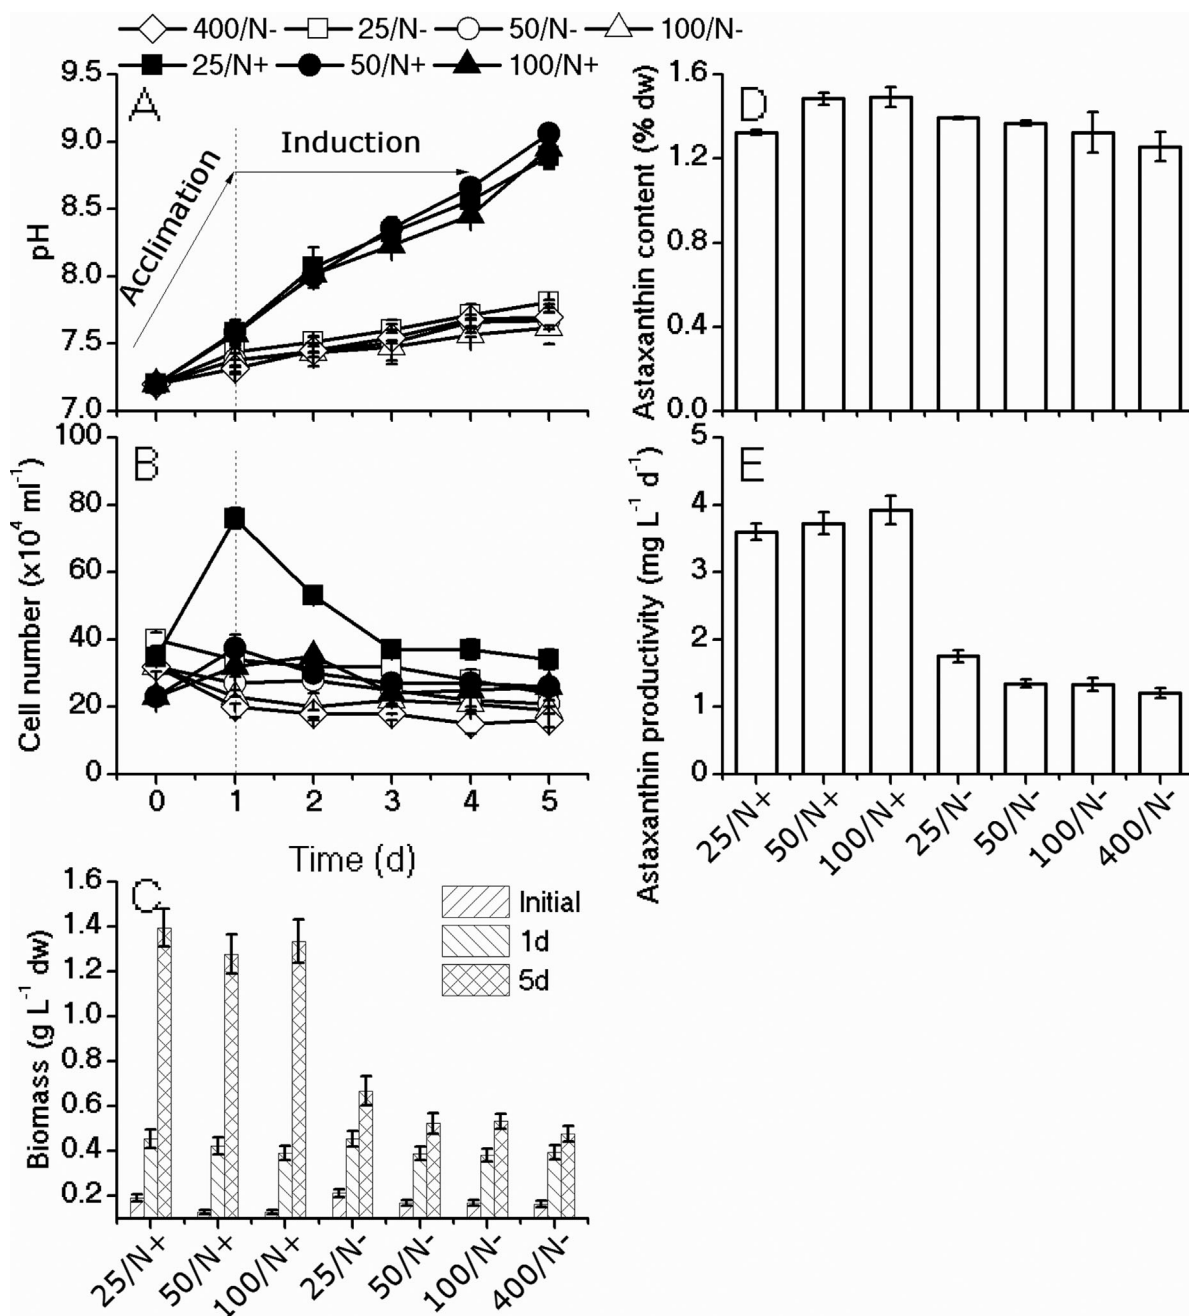 400/N- 25/N- 50/N- 100/N-
25/N+ 50/N+ 100/N+
A
pH
9.5
9.0
8.5
8.0
7.5
7.0
Acclimation
Induction
B
Cell number (x10⁴ ml⁻¹)
100
80
60
40
20
0
0 1 2 3 4 5
Time (d)
C
Biomass (g L⁻¹ dw)
1.6
1.4
1.2
1.0
0.8
0.6
0.4
0.2
Initial
1d
5d
25/N+ 50/N+ 100/N+ 25/N- 50/N- 100/N- 400/N-
D
Astaxanthin content (% dw)
1.6
1.2
0.8
0.4
0.0
E
Astaxanthin productivity (mg L⁻¹ d⁻¹)
5
4
3
2
1
0
25/N+ 50/N+ 100/N+ 25/N- 50/N- 100/N- 400/N-